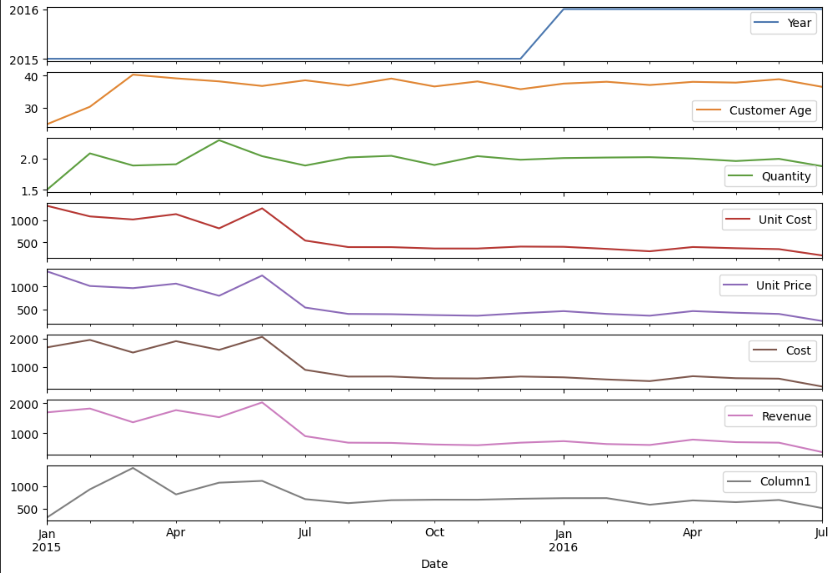 2016
2015
Year
40
30
Customer Age
2.0
1.5
Quantity
1000
500
Unit Cost
1000
500
Unit Price
2000
1000
Cost
2000
1000
Revenue
1000
500
Column1
Jan Apr Jul Oct Jan Apr Jul
2015 2016
Date